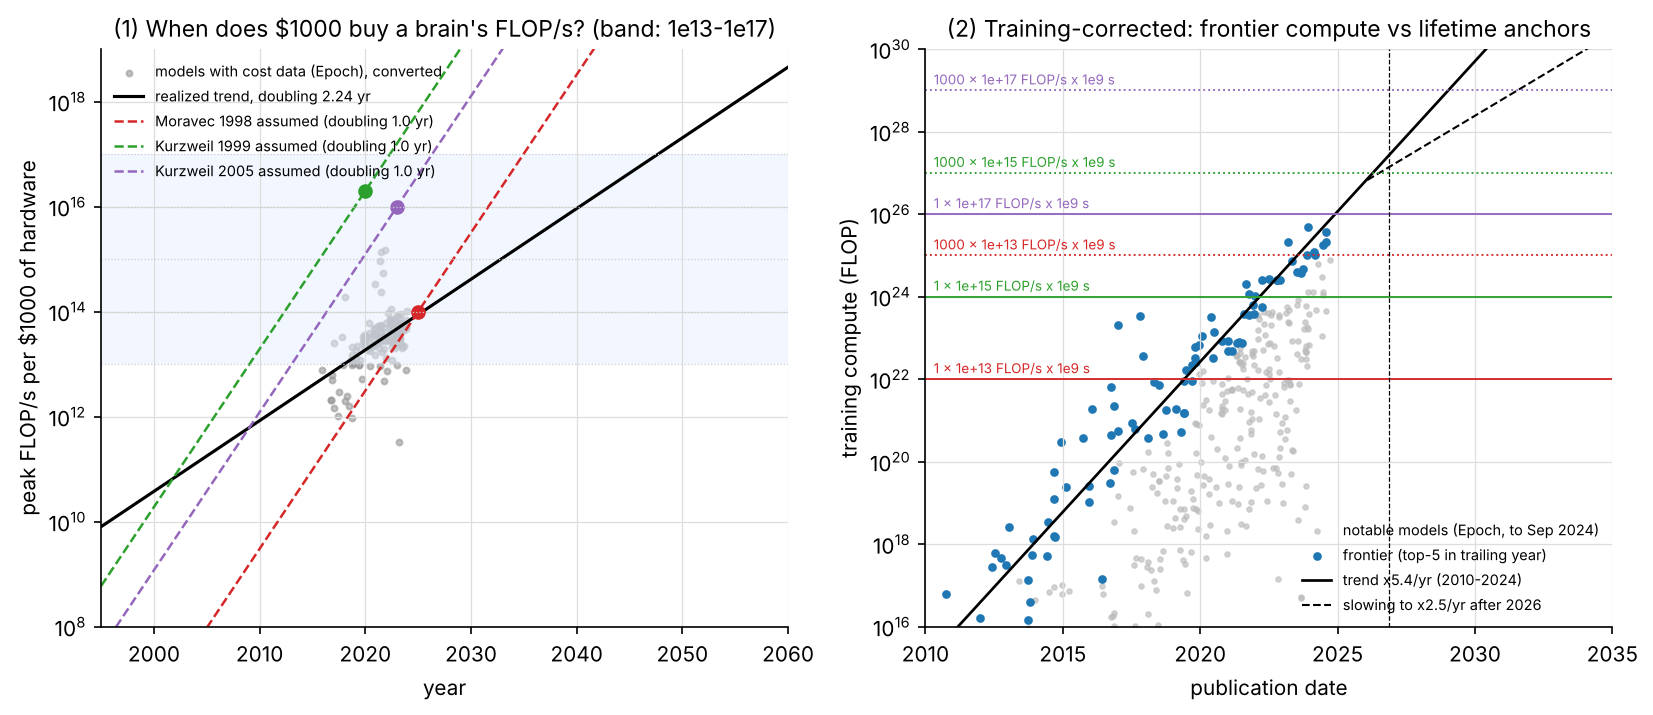 (1) When does $1000 buy a brain's FLOP/s? (band: 1e13-1e17)
peak FLOP/s per $1000 of hardware
10^18
10^16
10^14
10^12
10^10
10^8
models with cost data (Epoch), converted
realized trend, doubling 2.24 yr
Moravec 1998 assumed (doubling 1.0 yr)
Kurzweil 1999 assumed (doubling 1.0 yr)
Kurzweil 2005 assumed (doubling 1.0 yr)
2000 2010 2020 2030 2040 2050 2060
year
(2) Training-corrected: frontier compute vs lifetime anchors
training compute (FLOP)
10^30
10^28
10^26
10^24
10^22
10^20
10^18
10^16
1000 × 1e+17 FLOP/s x 1e9 s
1000 × 1e+15 FLOP/s x 1e9 s
1 × 1e+17 FLOP/s x 1e9 s
1000 × 1e+13 FLOP/s x 1e9 s
1 × 1e+15 FLOP/s x 1e9 s
1 × 1e+13 FLOP/s x 1e9 s
notable models (Epoch, to Sep 2024)
frontier (top-5 in trailing year)
trend x5.4/yr (2010-2024)
slowing to x2.5/yr after 2026
2010 2015 2020 2025 2030 2035
publication date